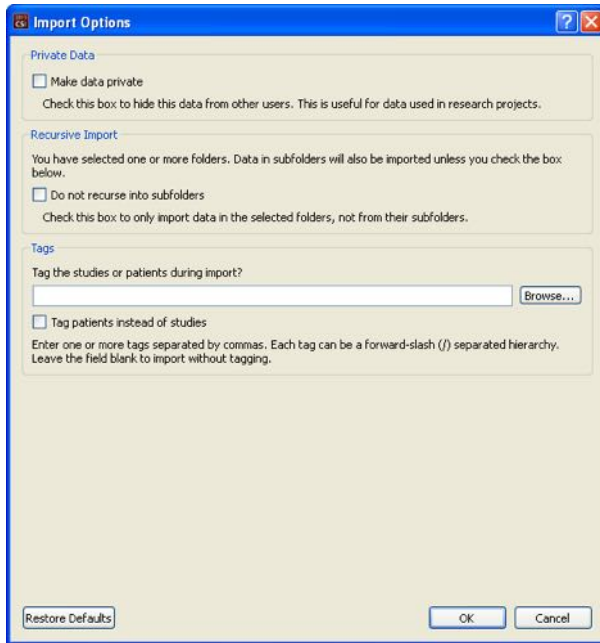 Import Options
Private Data
Make data private
Check this box to hide this data from other users. This is useful for data used in research projects.
Recursive Import
You have selected one or more folders. Data in subfolders will also be imported unless you check the box
below.
Do not recurse into subfolders
Check this box to only import data in the selected folders, not from their subfolders.
Tags
Tag the studies or patients during import?
Browse...
Tag patients instead of studies
Enter one or more tags separated by commas. Each tag can be a forward-slash (/) separated hierarchy.
Leave the field blank to import without tagging.
Restore Defaults
OK
Cancel